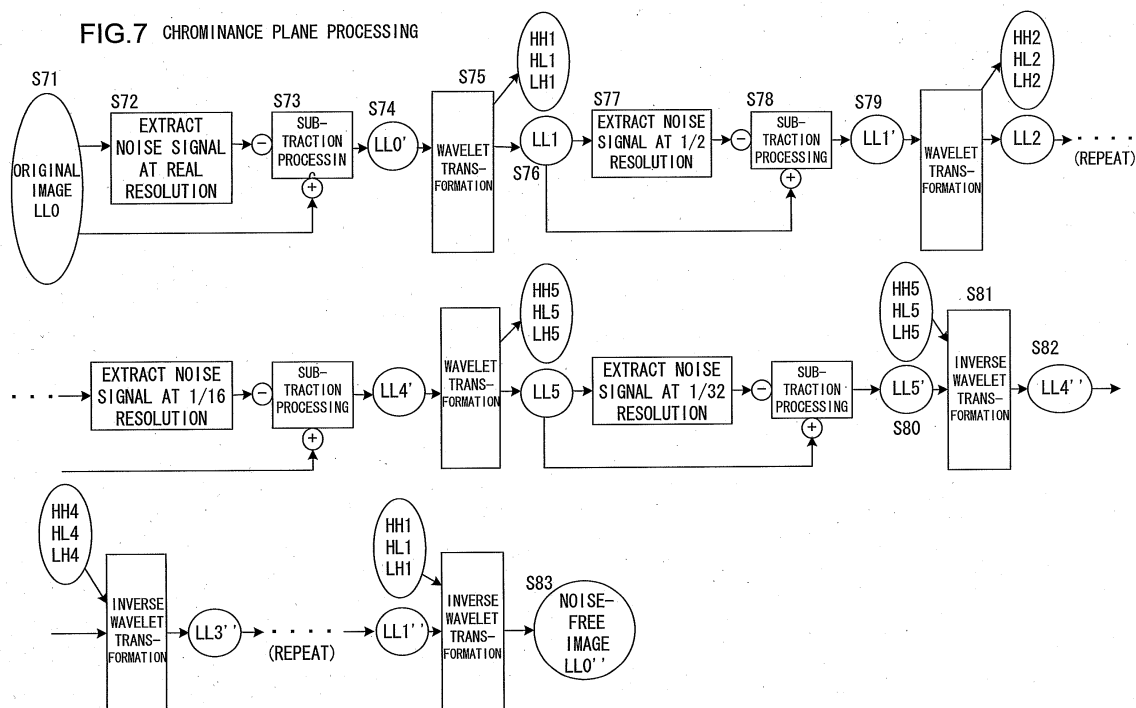 FIG.7 CHROMINANCE PLANE PROCESSING
S71
ORIGINAL
IMAGE
LL0
S72
EXTRACT
NOISE SIGNAL
AT REAL
RESOLUTION
−
S73
SUB-
TRACTION
PROCESSIN
g
+
S74
LL0'
S75
WAVELET
TRANS-
FORMATION
HH1
HL1
LH1
LL1
S76
S77
EXTRACT NOISE
SIGNAL AT 1/2
RESOLUTION
−
S78
SUB-
TRACTION
PROCESSING
+
S79
LL1'
WAVELET
TRANS-
FORMATION
HH2
HL2
LH2
LL2
· · · · ·
(REPEAT)
· · ·
EXTRACT NOISE
SIGNAL AT 1/16
RESOLUTION
−
SUB-
TRACTION
PROCESSING
+
LL4'
WAVELET
TRANS-
FORMATION
HH5
HL5
LH5
LL5
EXTRACT NOISE
SIGNAL AT 1/32
RESOLUTION
−
SUB-
TRACTION
PROCESSING
+
LL5'
S80
HH5
HL5
LH5
S81
INVERSE
WAVELET
TRANS-
FORMATION
S82
LL4''
HH4
HL4
LH4
INVERSE
WAVELET
TRANS-
FORMATION
LL3''
· · · · ·
(REPEAT)
LL1''
HH1
HL1
LH1
INVERSE
WAVELET
TRANS-
FORMATION
S83
NOISE-
FREE
IMAGE
LL0''